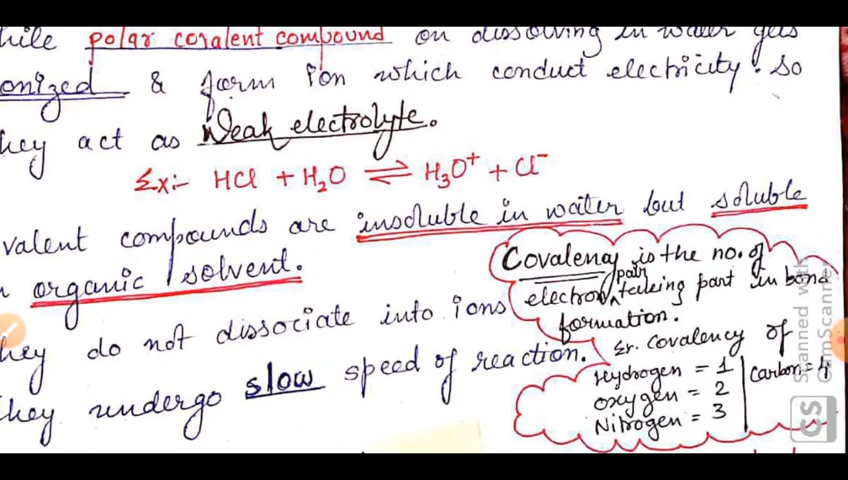 hile polar covalent compound on dissolving in water gets
onized & form ion which conduct electricity. so
hey act as Weak electrolyte.
Ex:- HCl + H₂O ⇌ H₃O⁺ + Cl⁻
valent compounds are insoluble in water but soluble
n organic solvent.
hey do not dissociate into ions
hey undergo slow speed of reaction.
Covalency is the no. of
electron pair taking part in bond
formation.
Covalency of
Hydrogen = 1
Oxygen = 2
Nitrogen = 3
Carbon = 4
Scanned with
CamScanner
CS